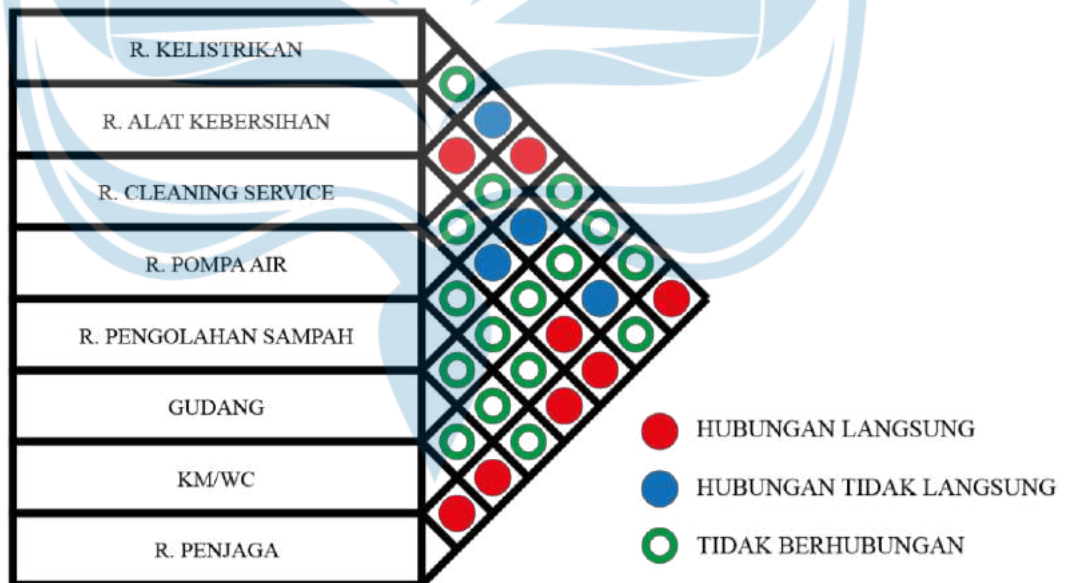 R. KELISTRIKAN
R. ALAT KEBERSIHAN
R. CLEANING SERVICE
R. POMPA AIR
R. PENGOLAHAN SAMPAH
GUDANG
KM/WC
R. PENJAGA
HUBUNGAN LANGSUNG
HUBUNGAN TIDAK LANGSUNG
TIDAK BERHUBUNGAN